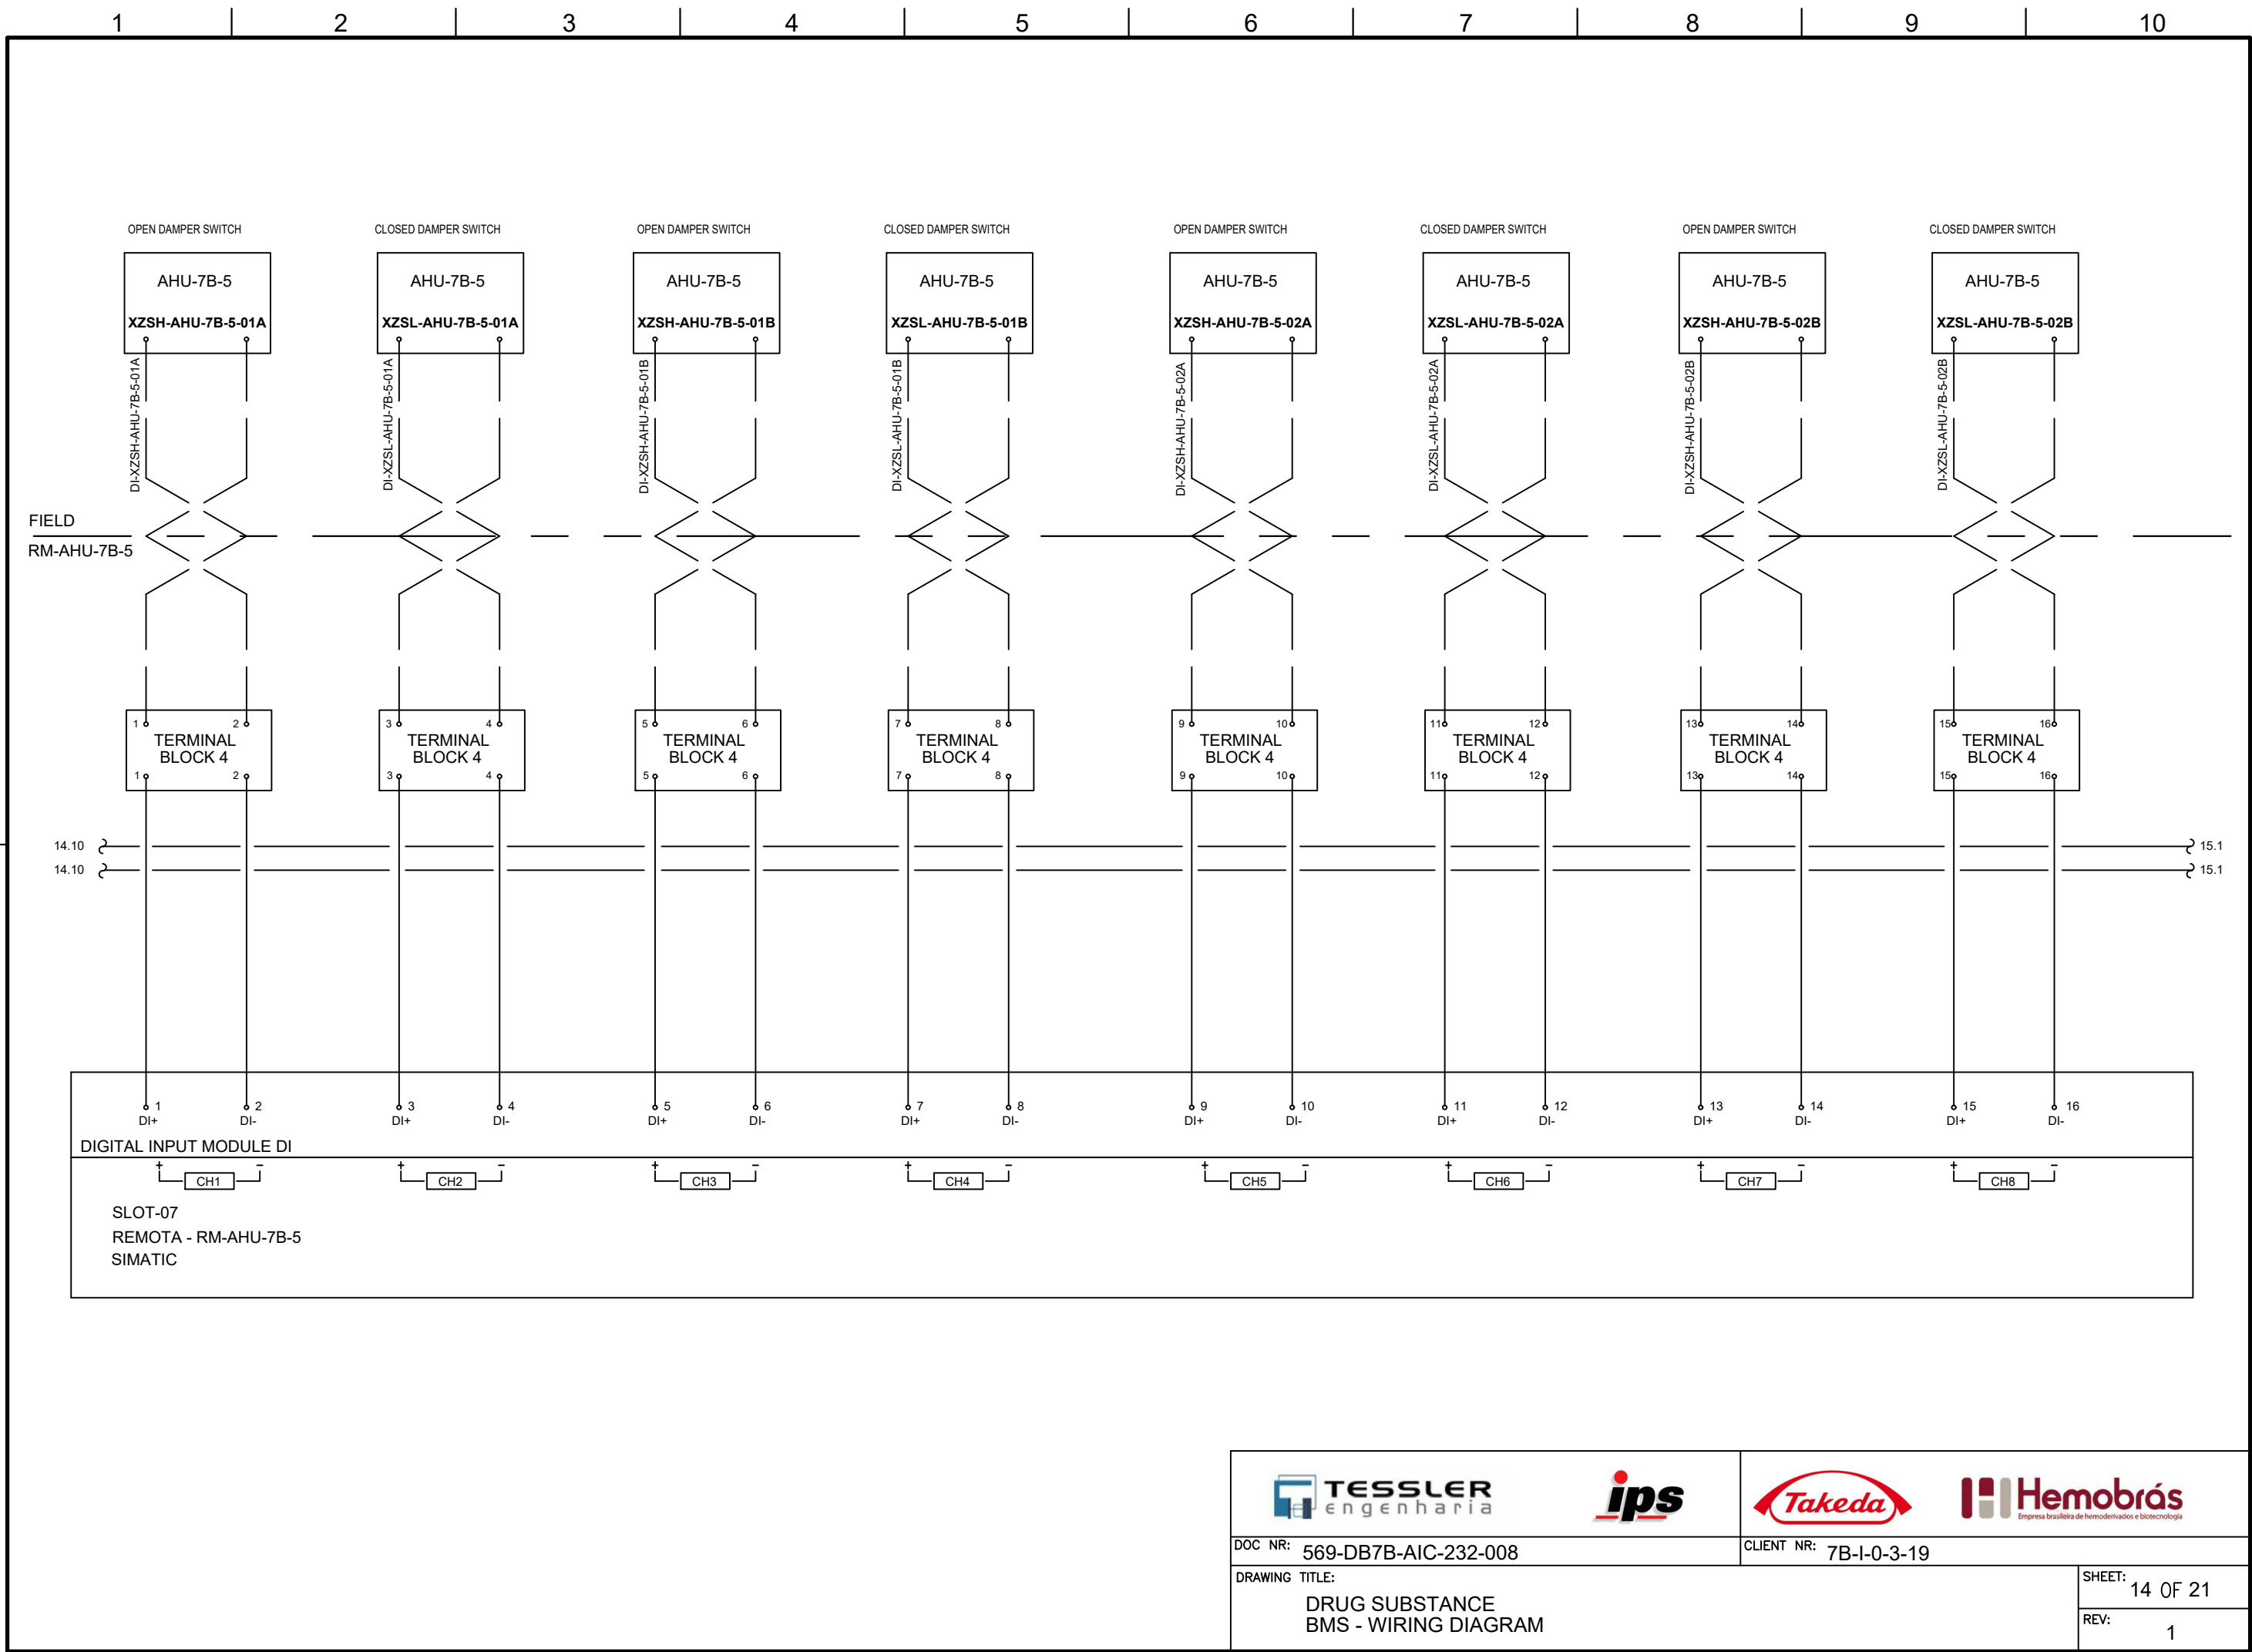 1 2 3 4 5 6 7 8 9 10
OPEN DAMPER SWITCH CLOSED DAMPER SWITCH OPEN DAMPER SWITCH CLOSED DAMPER SWITCH OPEN DAMPER SWITCH CLOSED DAMPER SWITCH OPEN DAMPER SWITCH CLOSED DAMPER SWITCH
AHU-7B-5 AHU-7B-5 AHU-7B-5 AHU-7B-5 AHU-7B-5 AHU-7B-5 AHU-7B-5 AHU-7B-5
XZSH-AHU-7B-5-01A XZSL-AHU-7B-5-01A XZSH-AHU-7B-5-01B XZSL-AHU-7B-5-01B XZSH-AHU-7B-5-02A XZSL-AHU-7B-5-02A XZSH-AHU-7B-5-02B XZSL-AHU-7B-5-02B
DI-XZSH-AHU-7B-5-01A DI-XZSL-AHU-7B-5-01A DI-XZSH-AHU-7B-5-01B DI-XZSL-AHU-7B-5-01B DI-XZSH-AHU-7B-5-02A DI-XZSL-AHU-7B-5-02A DI-XZSH-AHU-7B-5-02B DI-XZSL-AHU-7B-5-02B
FIELD
RM-AHU-7B-5
1 2 3 4 5 6 7 8 9 10 11 12 13 14 15 16
TERMINAL TERMINAL TERMINAL TERMINAL TERMINAL TERMINAL TERMINAL TERMINAL
BLOCK 4 BLOCK 4 BLOCK 4 BLOCK 4 BLOCK 4 BLOCK 4 BLOCK 4 BLOCK 4
1 2 3 4 5 6 7 8 9 10 11 12 13 14 15 16
14.10 15.1
14.10 15.1
1 2 3 4 5 6 7 8 9 10 11 12 13 14 15 16
DI+ DI- DI+ DI- DI+ DI- DI+ DI- DI+ DI- DI+ DI- DI+ DI- DI+ DI-
DIGITAL INPUT MODULE DI
+ - + - + - + - + - + - + - + -
CH1 CH2 CH3 CH4 CH5 CH6 CH7 CH8
SLOT-07
REMOTA - RM-AHU-7B-5
SIMATIC
TESSLER
engenharia
ips
Takeda
Hemobrás
Empresa brasileira de hemoderivados e biotecnologia
DOC NR: 569-DB7B-AIC-232-008
CLIENT NR: 7B-I-0-3-19
DRAWING TITLE:
DRUG SUBSTANCE
BMS - WIRING DIAGRAM
SHEET: 14 OF 21
REV: 1